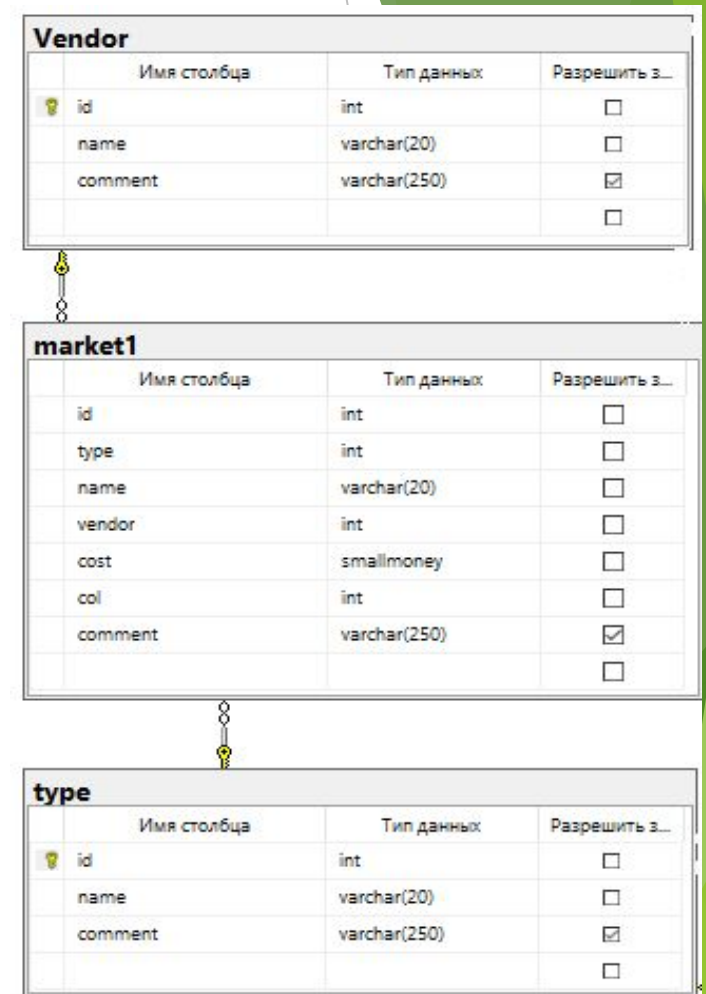 Vendor
Имя столбца Тип данных Разрешить з...
id int
name varchar(20)
comment varchar(250)
market1
Имя столбца Тип данных Разрешить з...
id int
type int
name varchar(20)
vendor int
cost smallmoney
col int
comment varchar(250)
type
Имя столбца Тип данных Разрешить з...
id int
name varchar(20)
comment varchar(250)